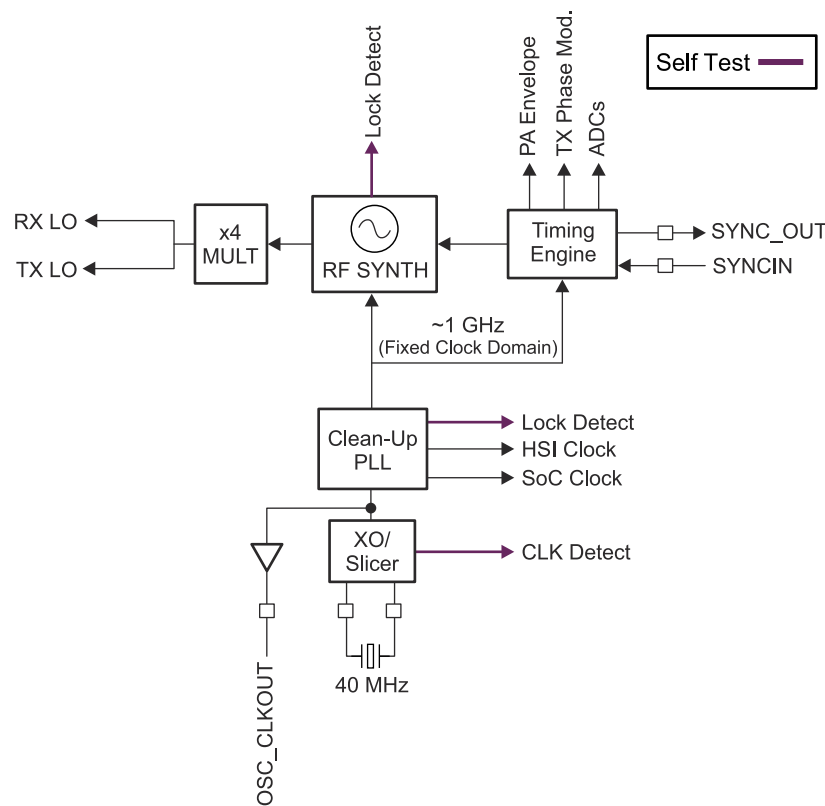 Self Test
Lock Detect
PA Envelope
TX Phase Mod.
ADCs
RX LO
TX LO
x4
MULT
RF SYNTH
Timing
Engine
SYNC_OUT
SYNCIN
~1 GHz
(Fixed Clock Domain)
Clean-Up
PLL
Lock Detect
HSI Clock
SoC Clock
XO/
Slicer
CLK Detect
40 MHz
OSC_CLKOUT